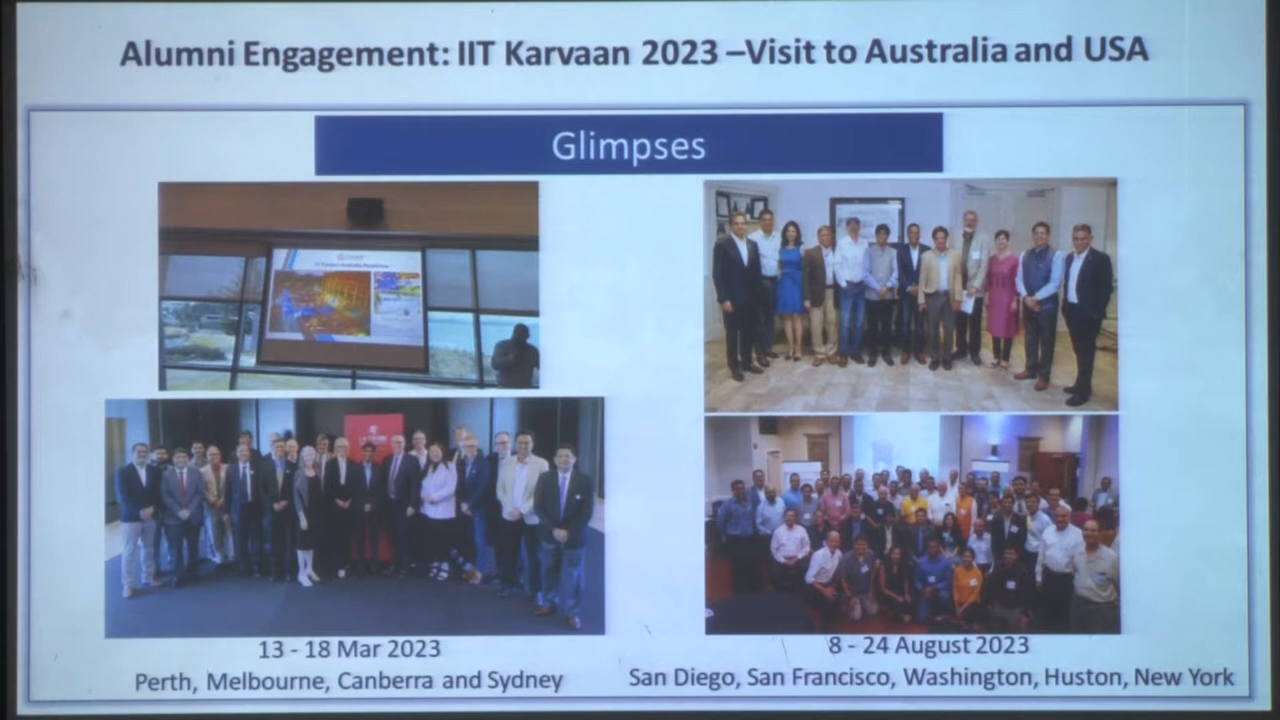 Alumni Engagement: IIT Karvaan 2023 –Visit to Australia and USA
Glimpses
13 - 18 Mar 2023
Perth, Melbourne, Canberra and Sydney
8 - 24 August 2023
San Diego, San Francisco, Washington, Huston, New York